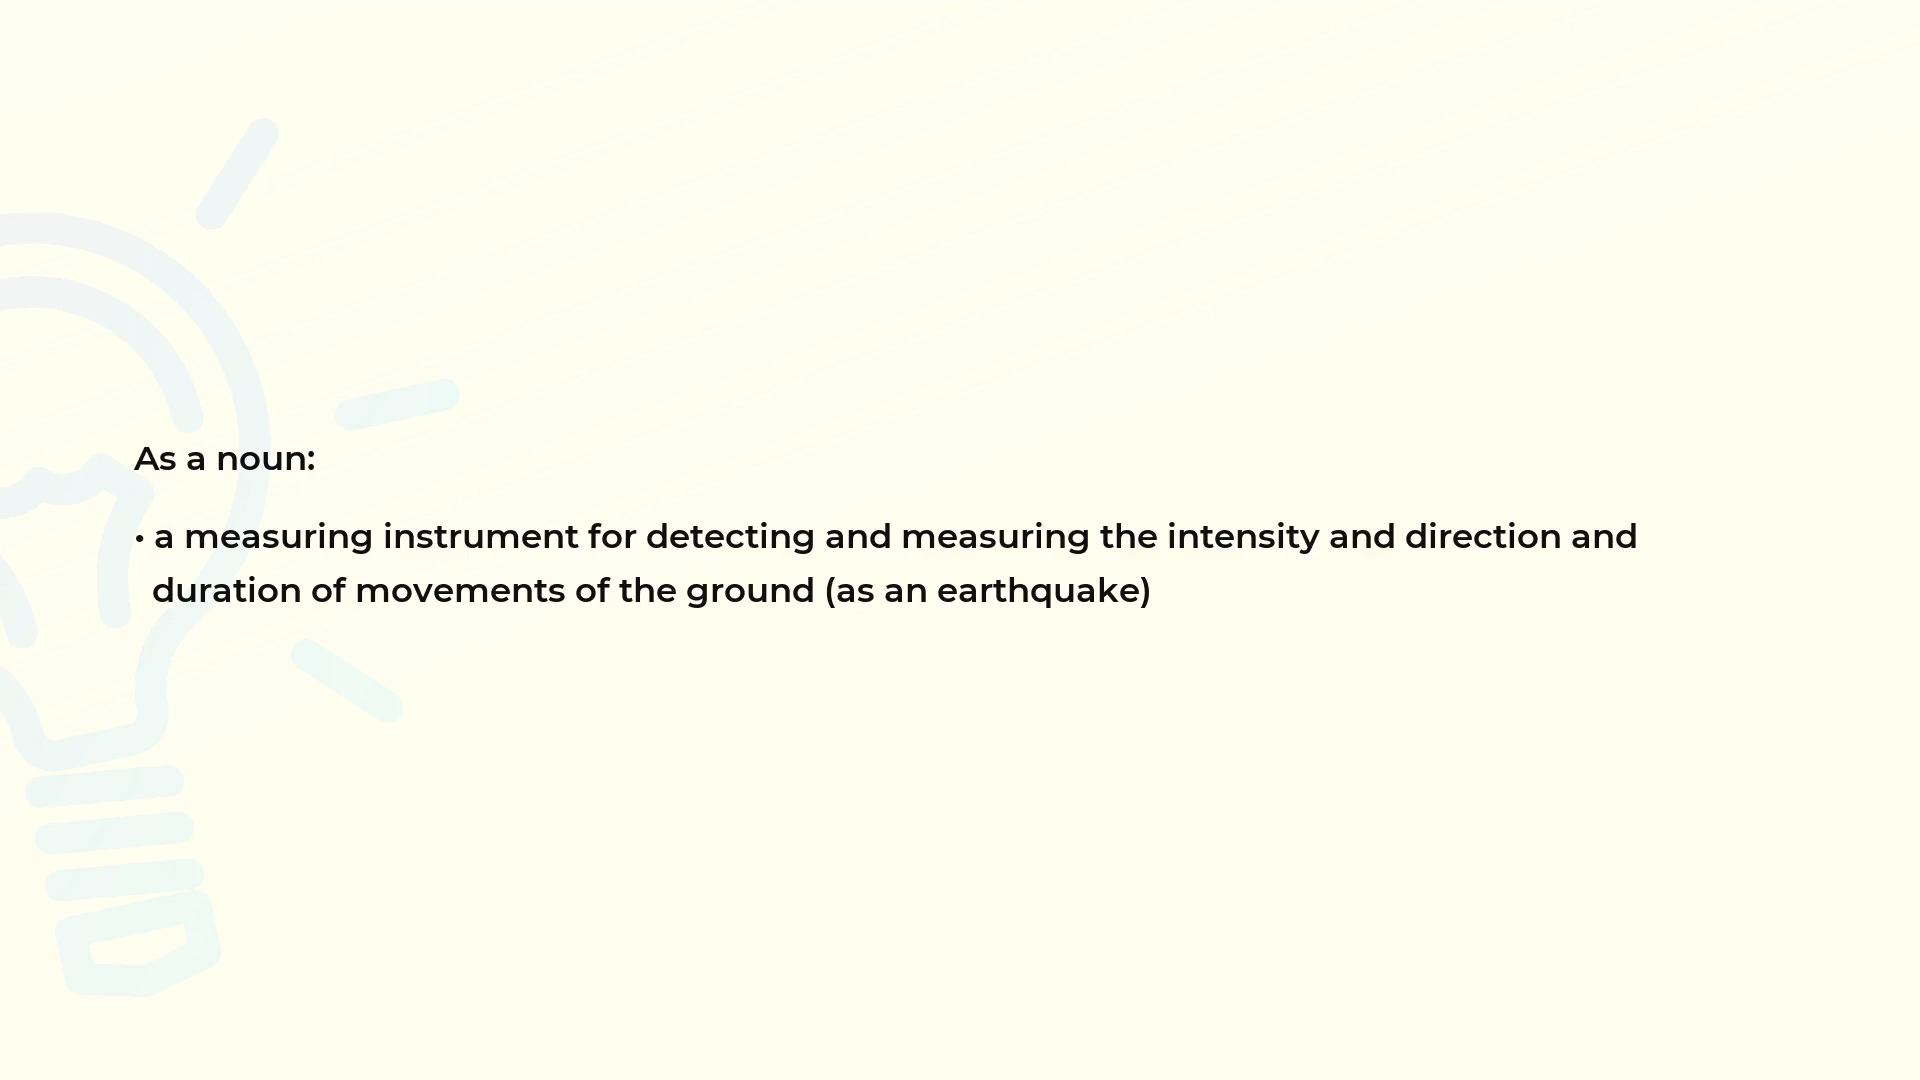 As a noun:
• a measuring instrument for detecting and measuring the intensity and direction and
duration of movements of the ground (as an earthquake)